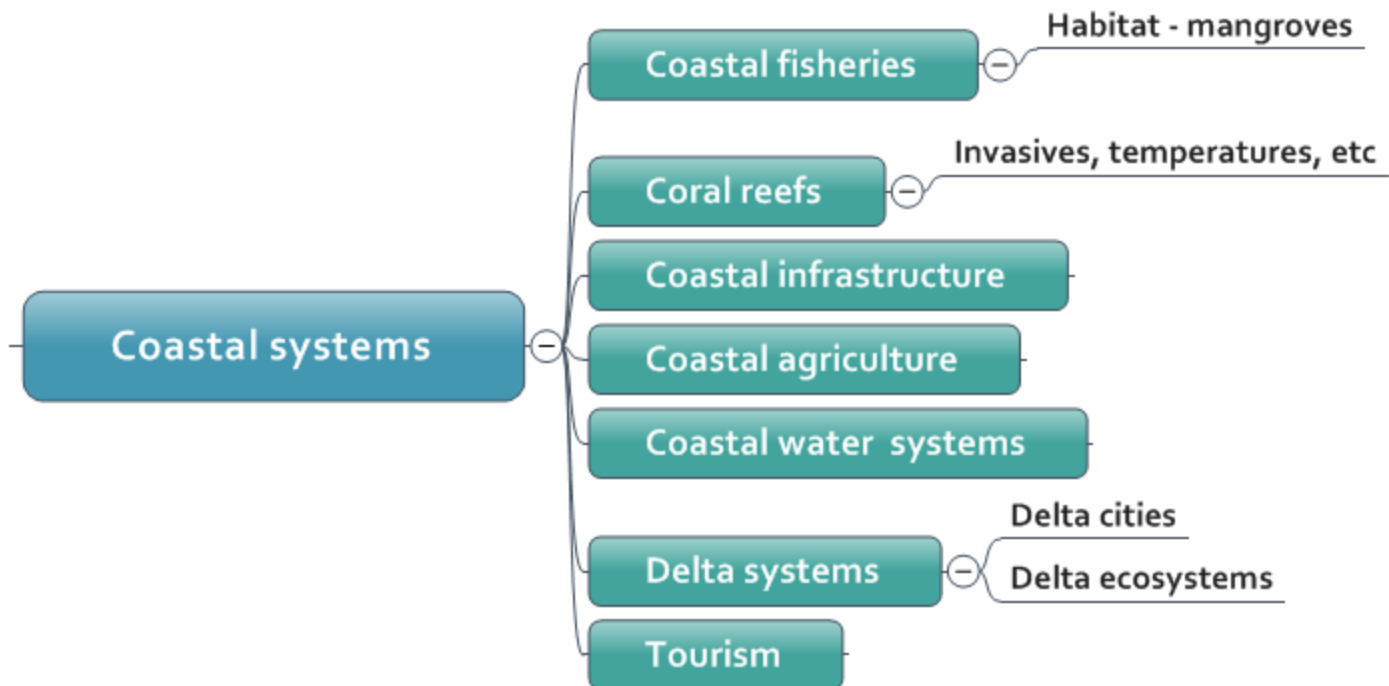 Coastal systems
Coastal fisheries
Habitat - mangroves
Coral reefs
Invasives, temperatures, etc
Coastal infrastructure
Coastal agriculture
Coastal water  systems
Delta systems
Delta cities
Delta ecosystems
Tourism